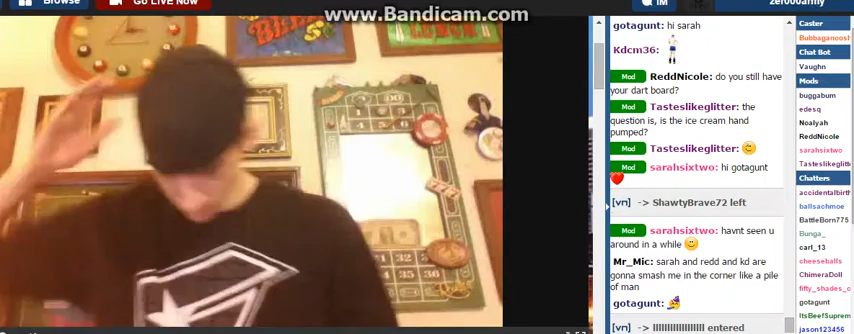 Browse
Go LIVE Now
www.Bandicam.com
IM
zer000army
gotagunt: hi sarah
Kdcm36:
Mod ReddNicole: do you still have
your dart board?
Mod Tasteslikeglitter: the
question is, is the ice cream hand
pumped?
Mod Tasteslikeglitter:
Mod sarahsixtwo: hi gotagunt
[vn] -> ShawtyBrave72 left
Mod sarahsixtwo: havnt seen u
around in a while
Mr_Mic: sarah and redd and kd are
gonna smash me in the corner like a pile
of man
gotagunt:
[vn] -> llllllllllllllllllll entered
Caster
Bubbaganoosh
Chat Bot
Vaughn
Mods
buggabum
edesq
Noalyah
ReddNicole
sarahsixtwo
Tasteslikeglitt
Chatters
accidentalbirth
ballsachmoe
BattleBorn775
Bunga_
carl_13
cheeseballs
ChimeraDoll
fifty_shades_o
gotagunt
ItsBeefSuprem
jason123456